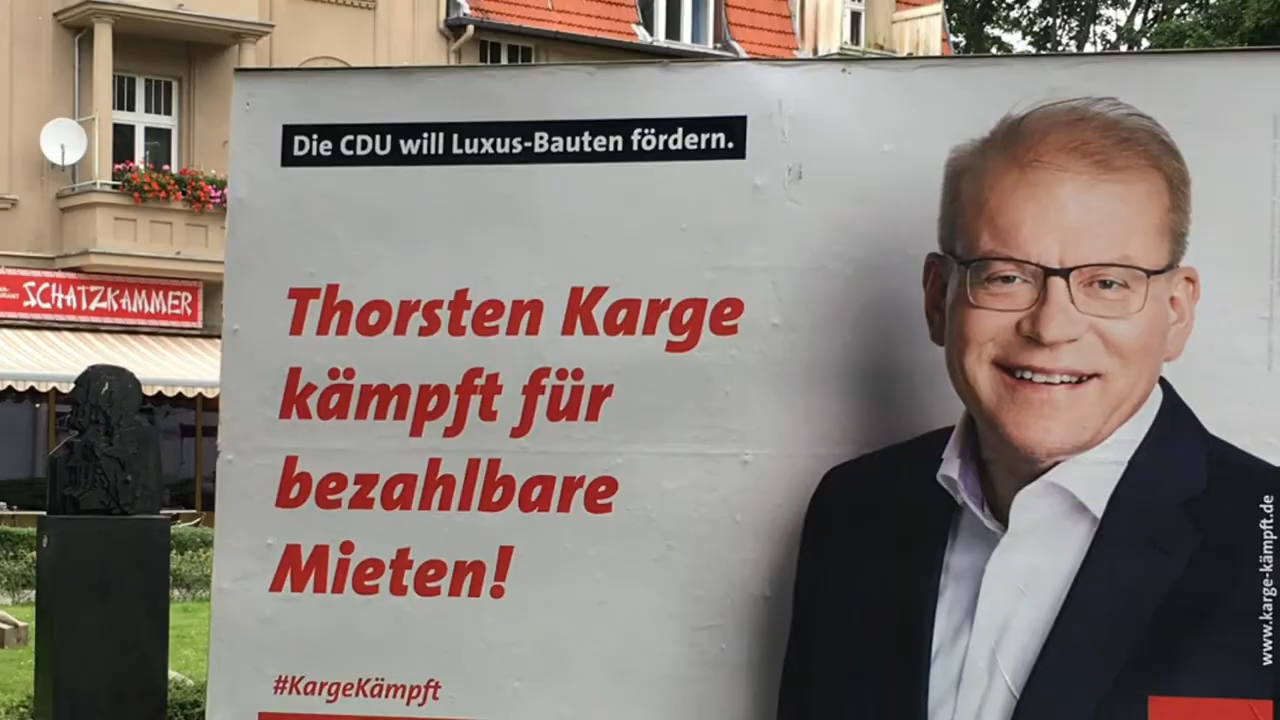 Die CDU will Luxus-Bauten fördern.
Thorsten Karge
kämpft für
bezahlbare
Mieten!
#KargeKämpft
www.karge-kämpft.de
SCHATZKAMMER